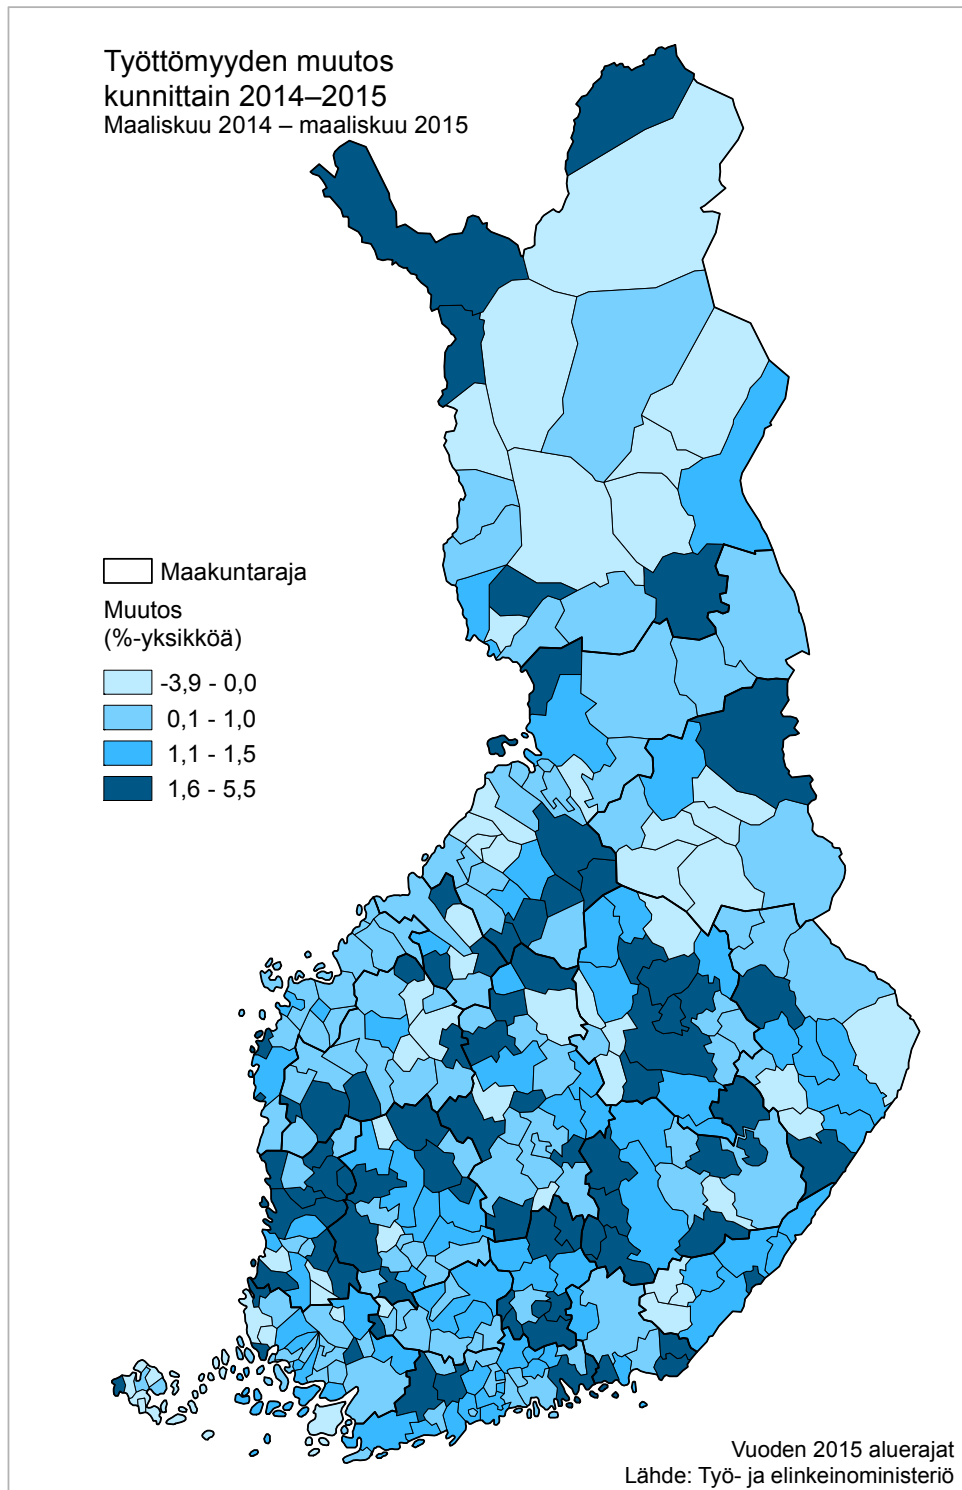 Työttömyyden muutos
kunnittain 2014–2015
Maaliskuu 2014 – maaliskuu 2015
Maakuntaraja
Muutos
(%-yksikköä)
-3,9 - 0,0
0,1 - 1,0
1,1 - 1,5
1,6 - 5,5
Vuoden 2015 aluerajat
Lähde: Työ- ja elinkeinoministeriö